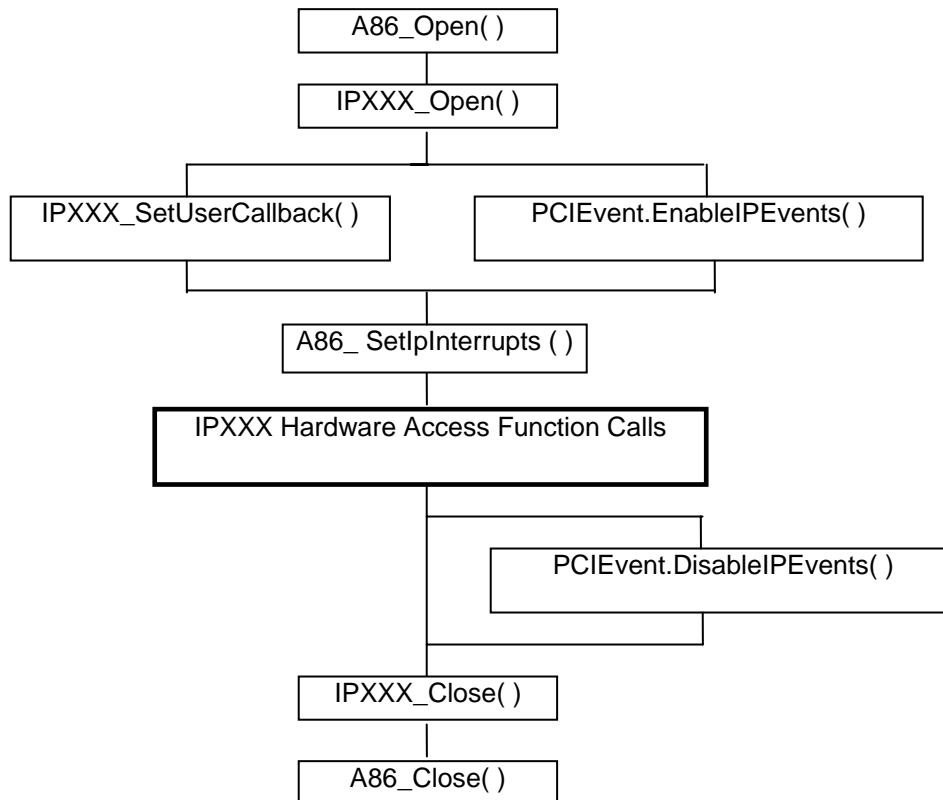 A86_Open( )
IPXXX_Open( )
IPXXX_SetUserCallback( )
PCIEvent.EnableIPEvents( )
A86_ SetIpInterrupts ( )
IPXXX Hardware Access Function Calls
PCIEvent.DisableIPEvents( )
IPXXX_Close( )
A86_Close( )